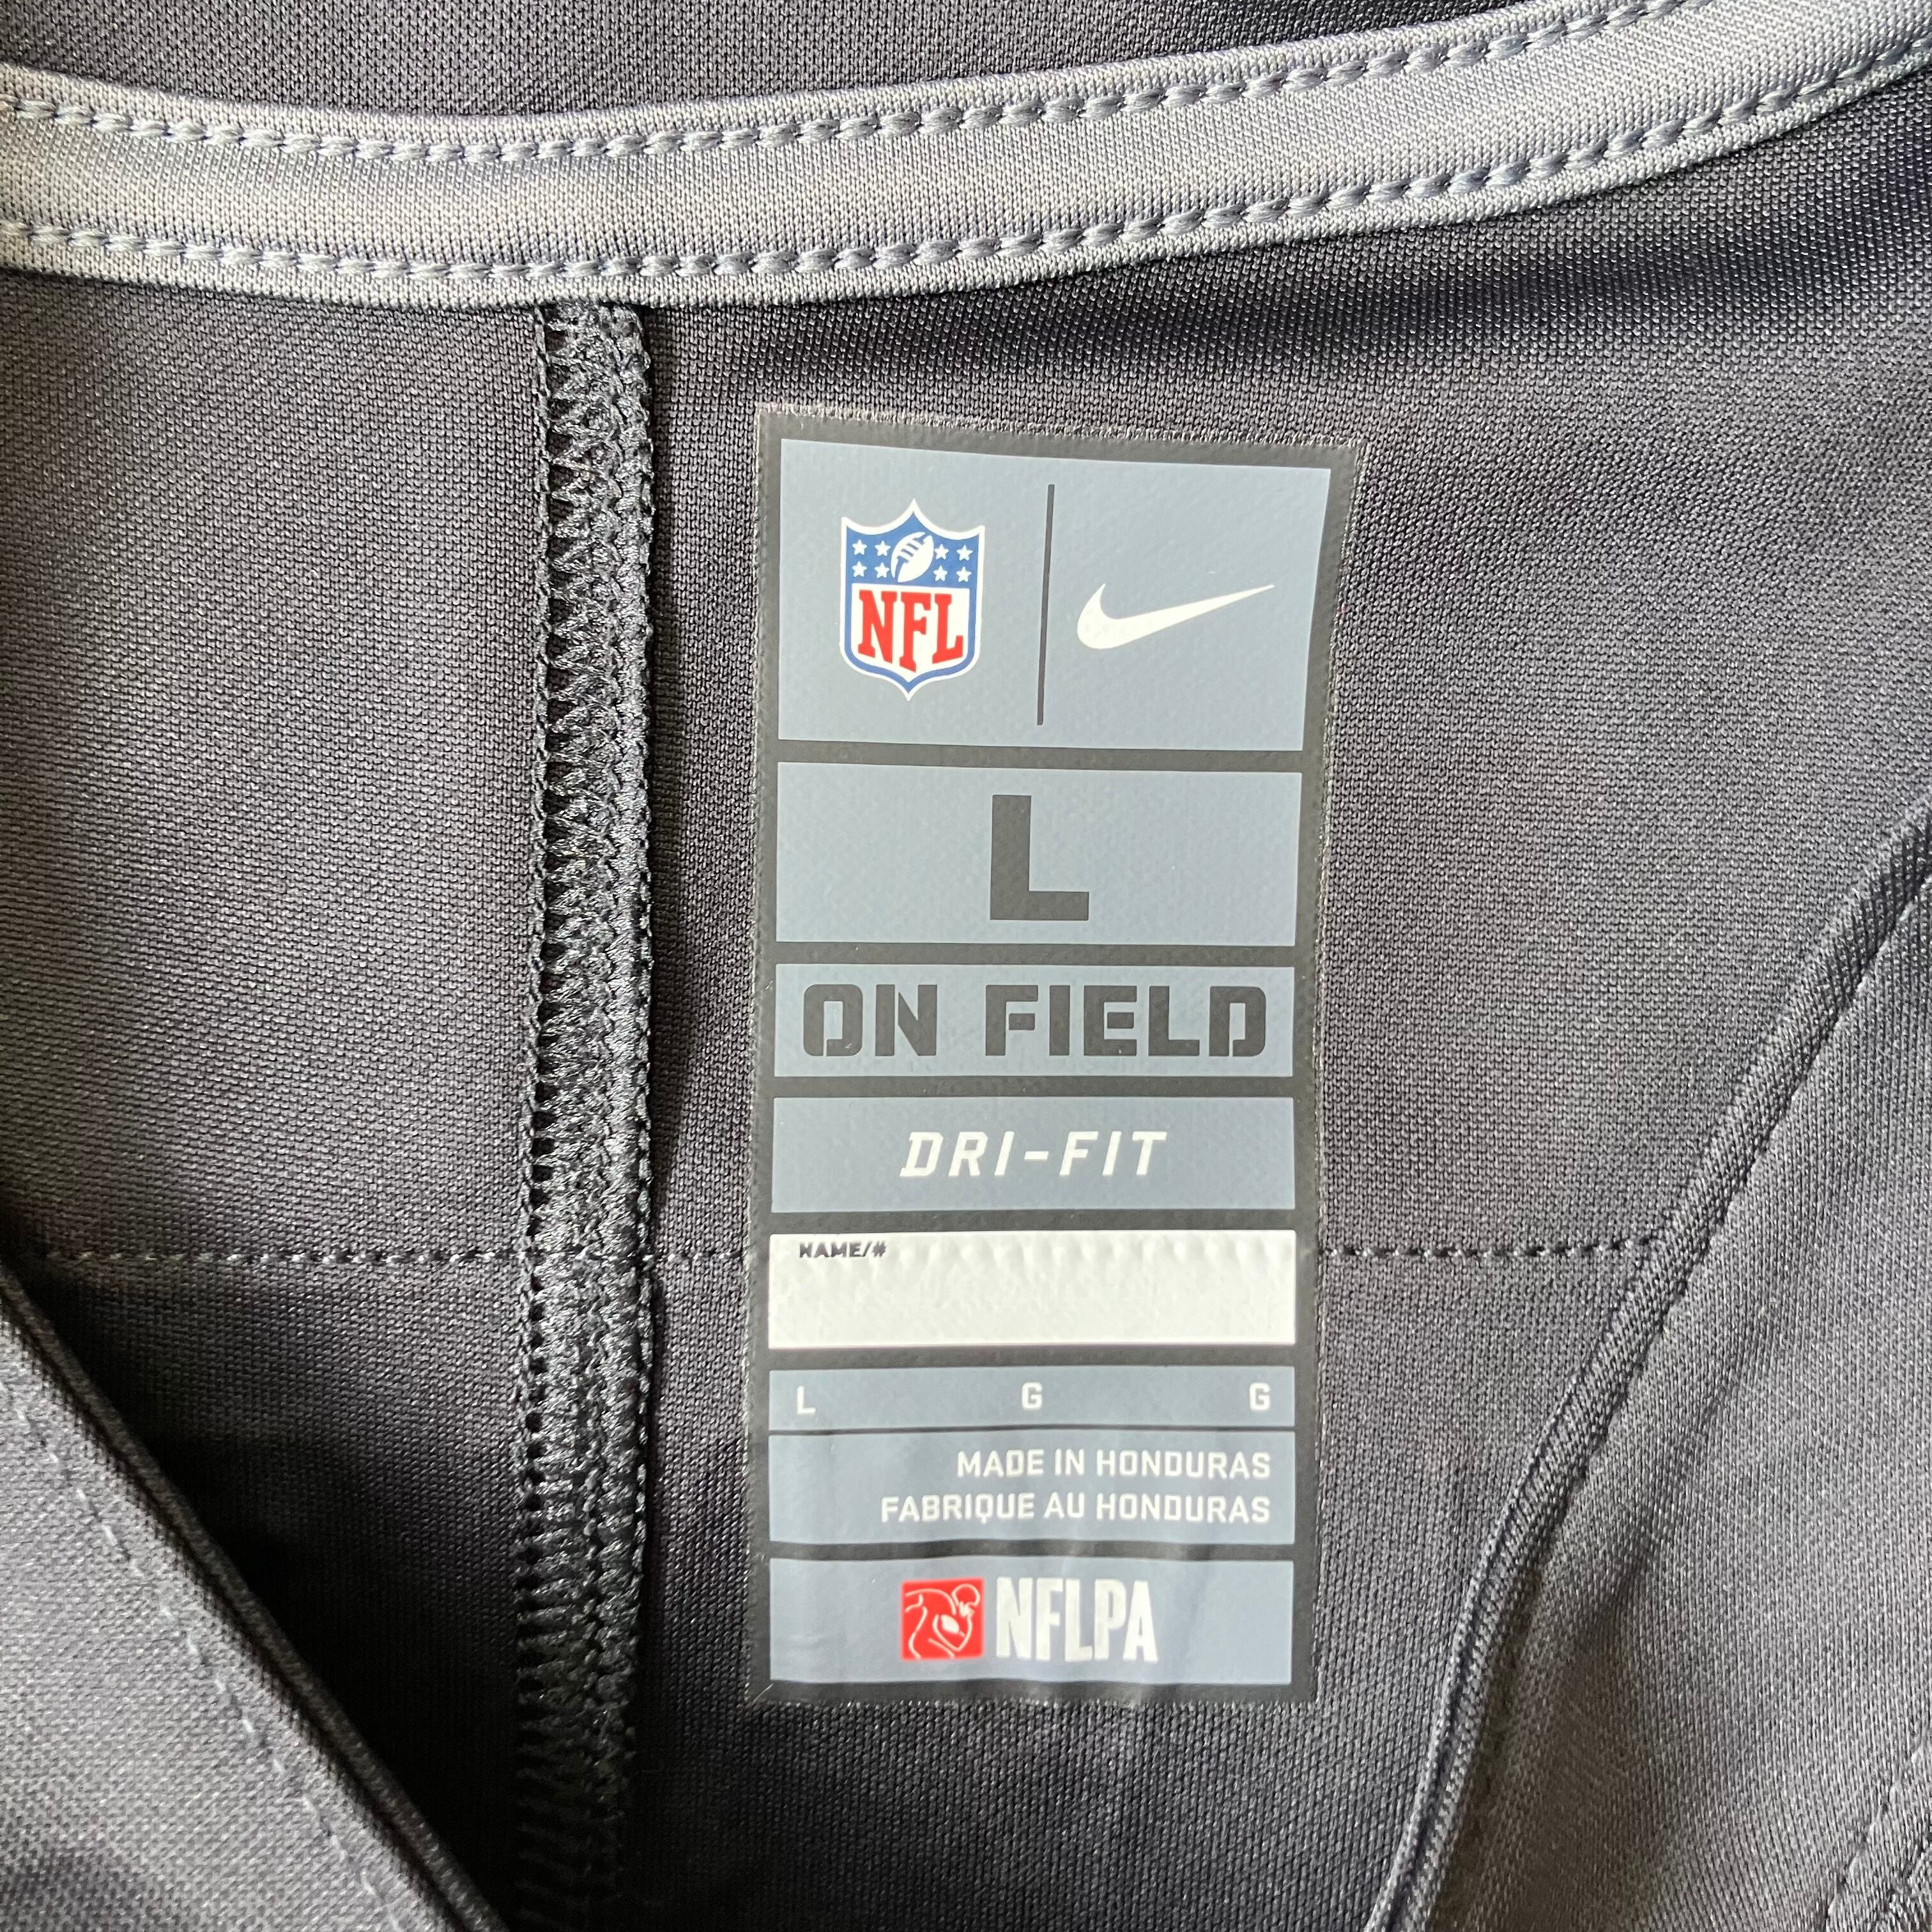 NFL
L
ON FIELD
DRI-FIT
NAME/#
L G G
MADE IN HONDURAS
FABRIQUE AU HONDURAS
NFLPA